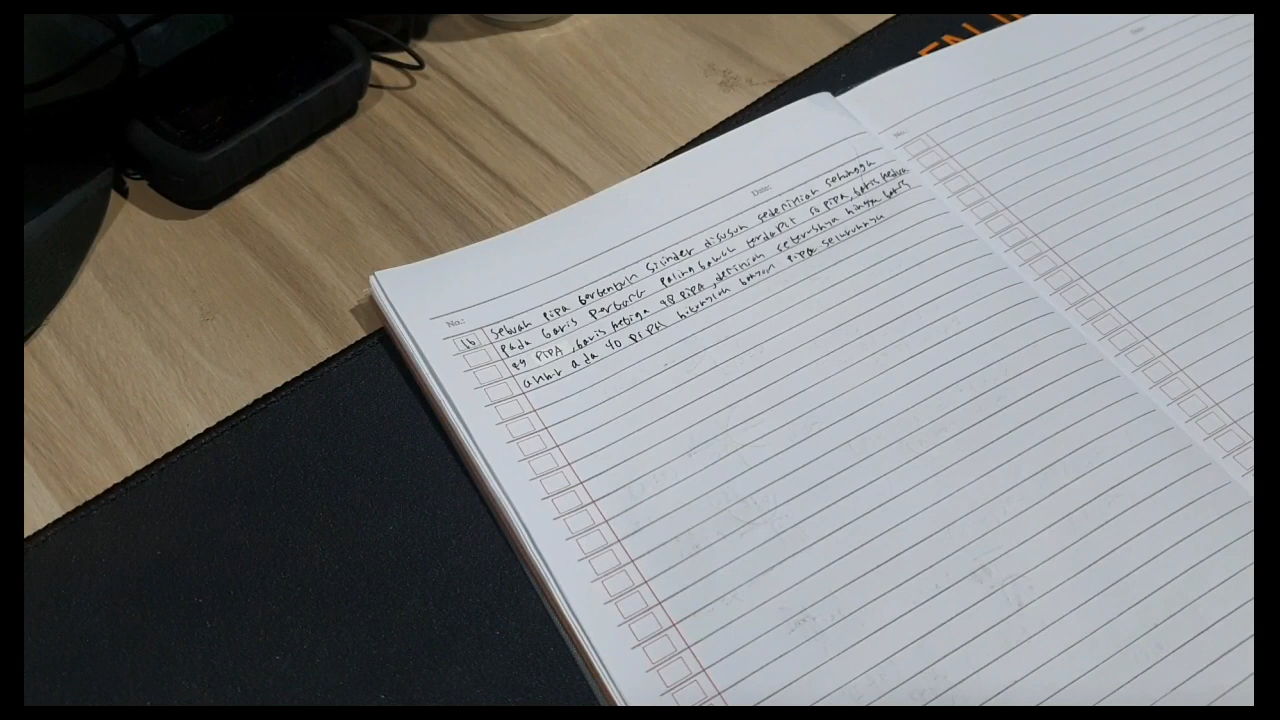 Date:
No.:
16 sebuah pipa berbentuk silinder disusun sedemikian sehingga
pada baris pertama paling bawah terdapat 50 pipa, baris kedua
49 pipa, baris ketiga 48 pipa, demikian seterusnya hingga baris
akhir ada 40 pipa hitunglah banyak pipa seluruhnya